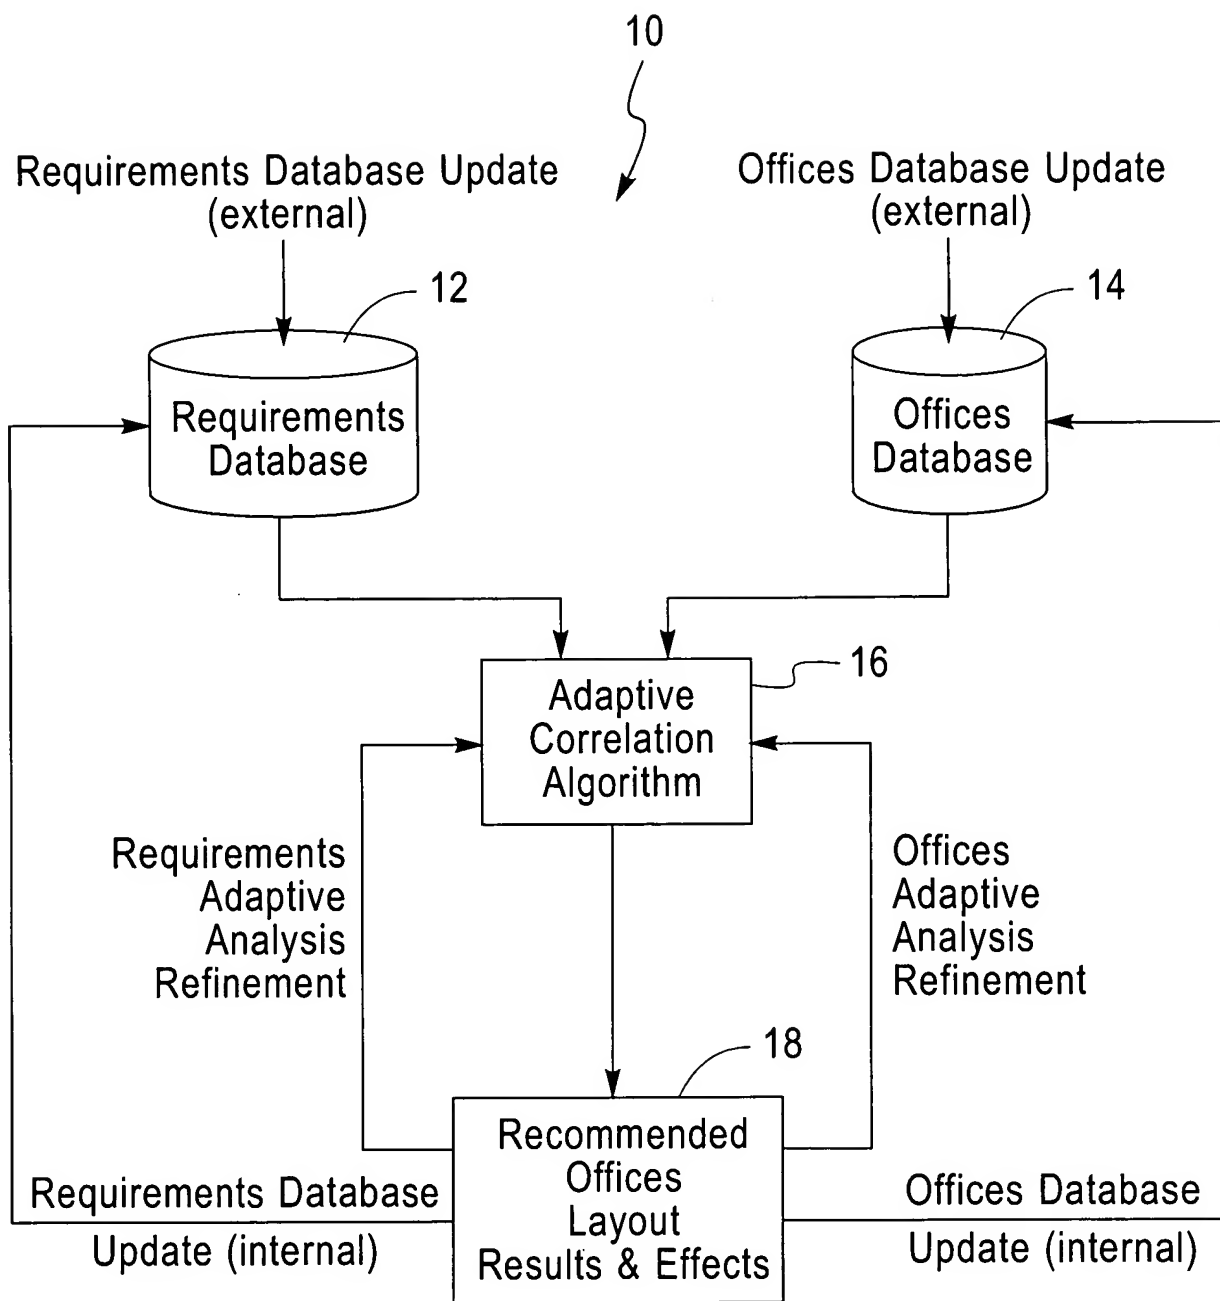 10
Requirements Database Update
(external)
Offices Database Update
(external)
12
14
Requirements
Database
Offices
Database
16
Adaptive
Correlation
Algorithm
Requirements
Adaptive
Analysis
Refinement
Offices
Adaptive
Analysis
Refinement
18
Recommended
Offices
Layout
Results & Effects
Requirements Database
Update (internal)
Offices Database
Update (internal)